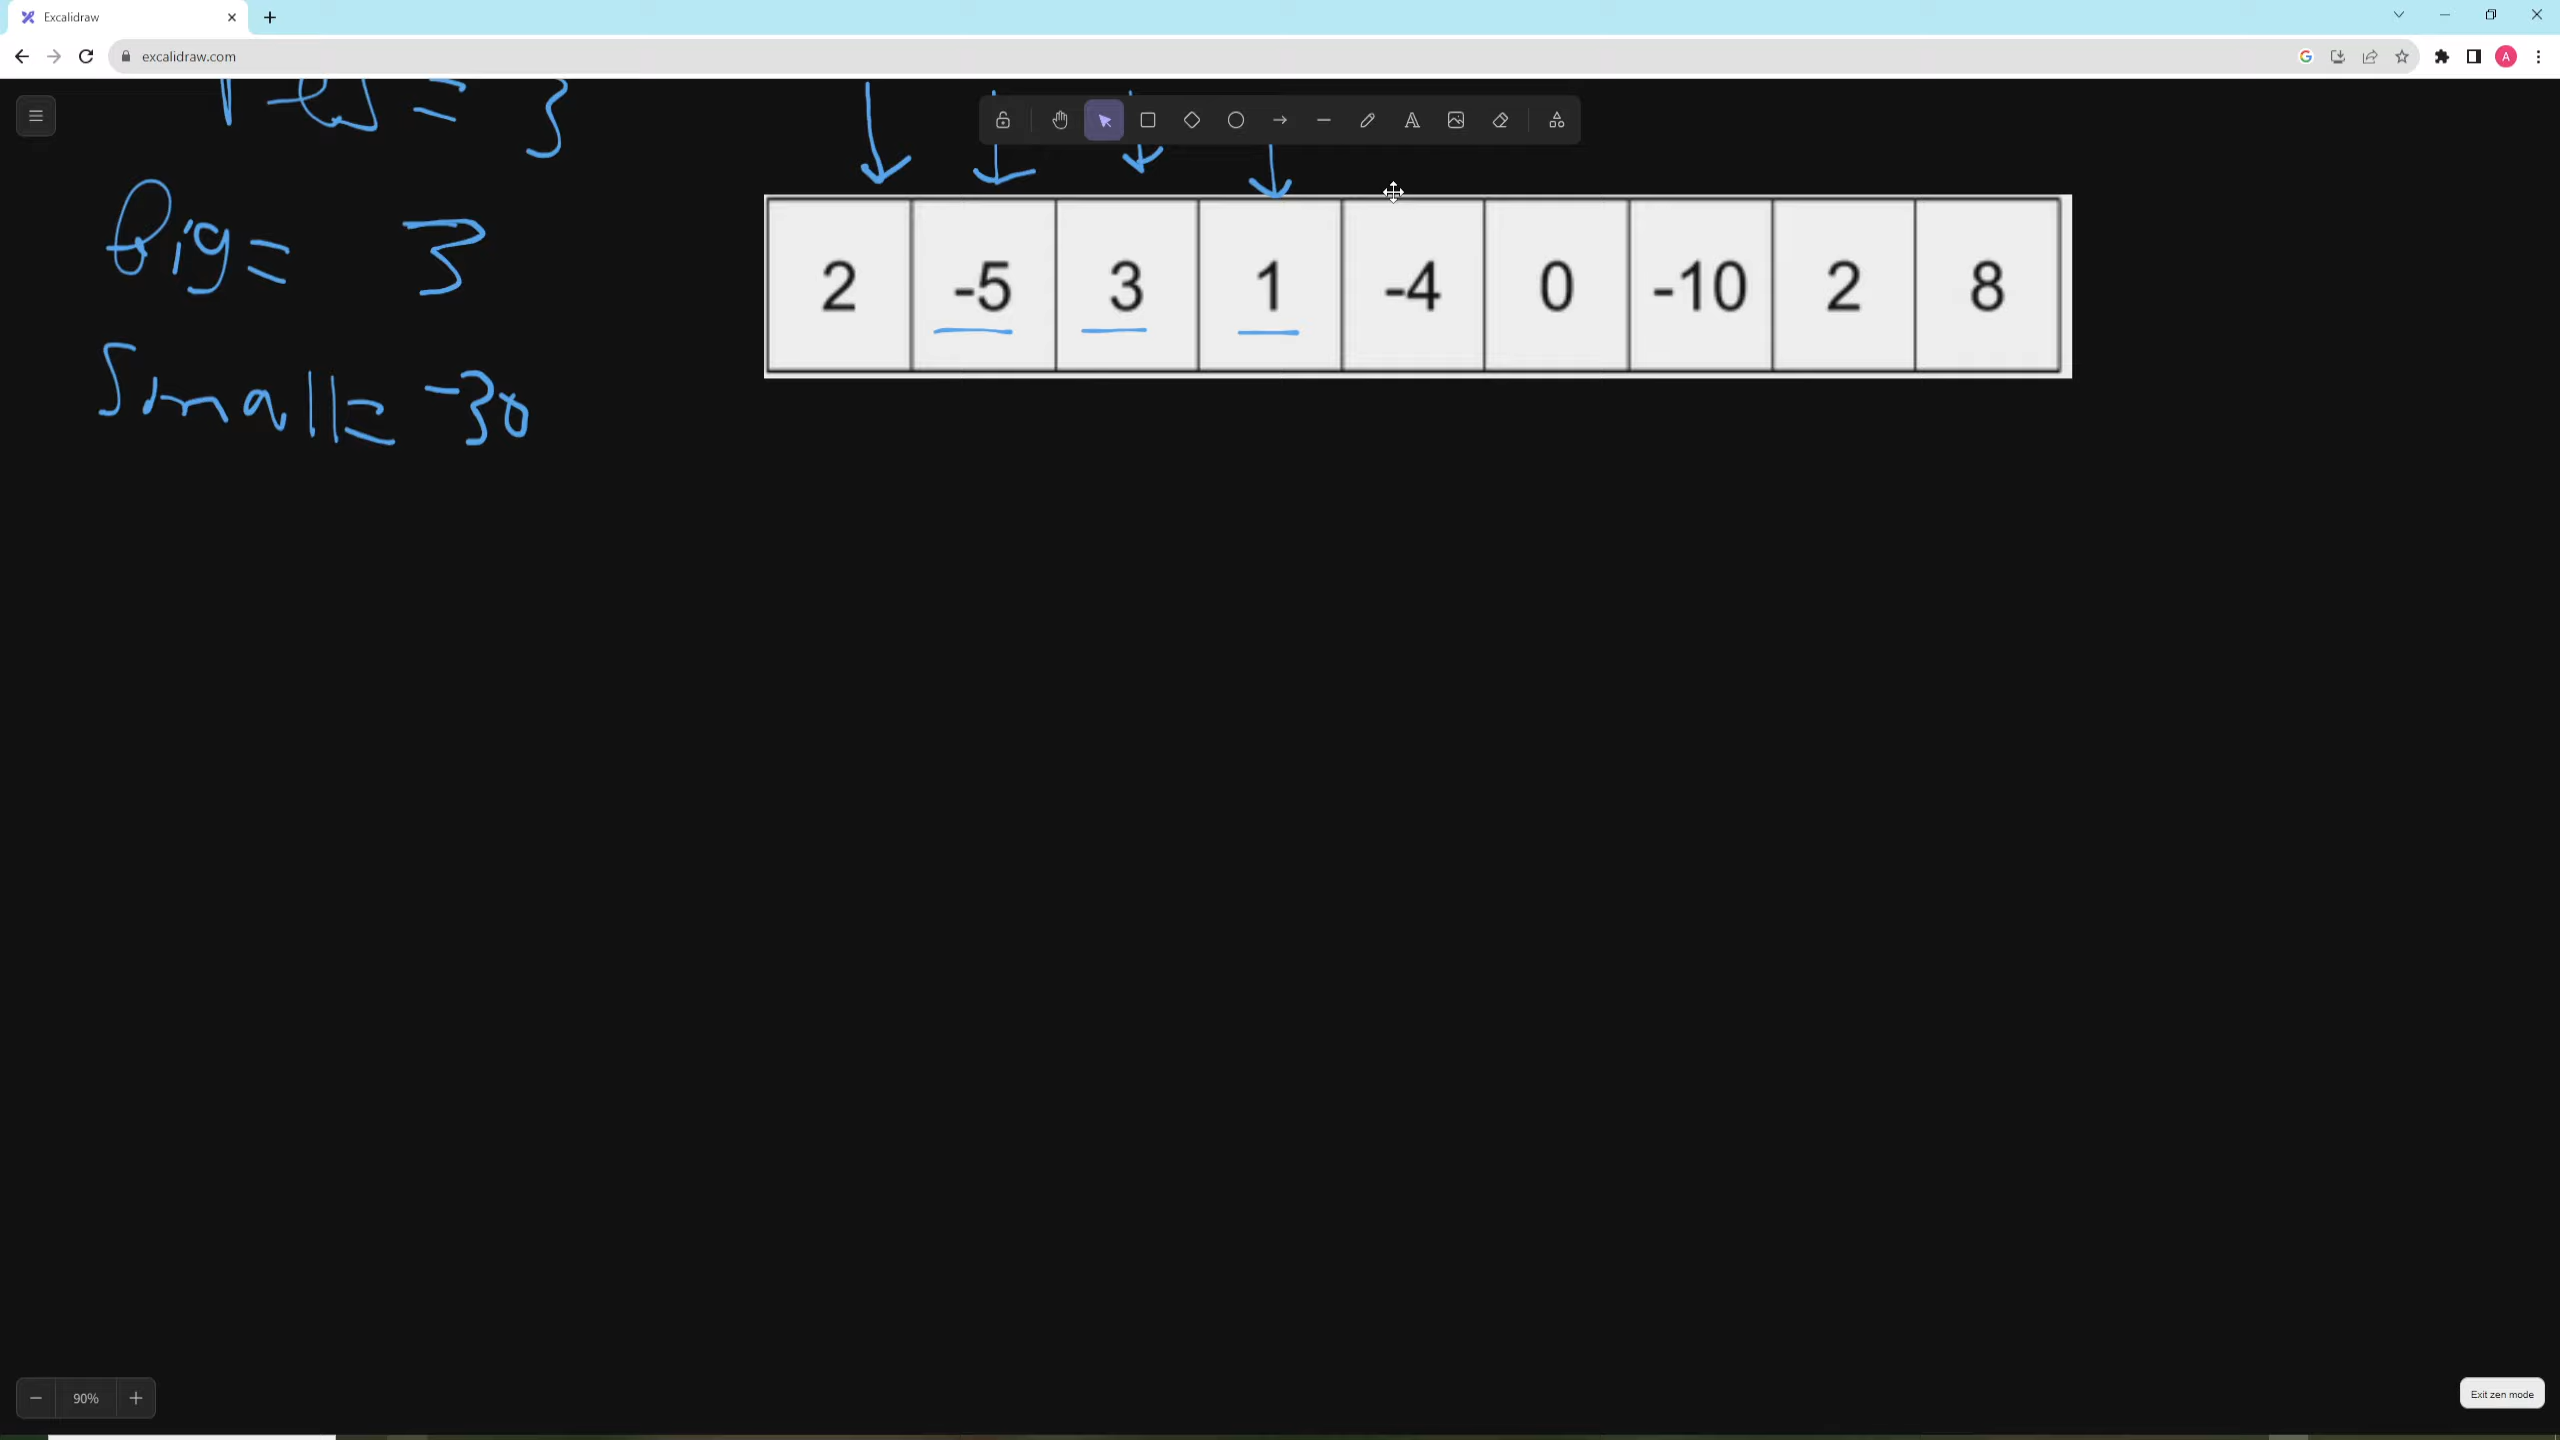 Excalidraw
excalidraw.com
A
= 3
Big= 3
Small= -30
2 -5 3 1 -4 0 -10 2 8
90%
Exit zen mode